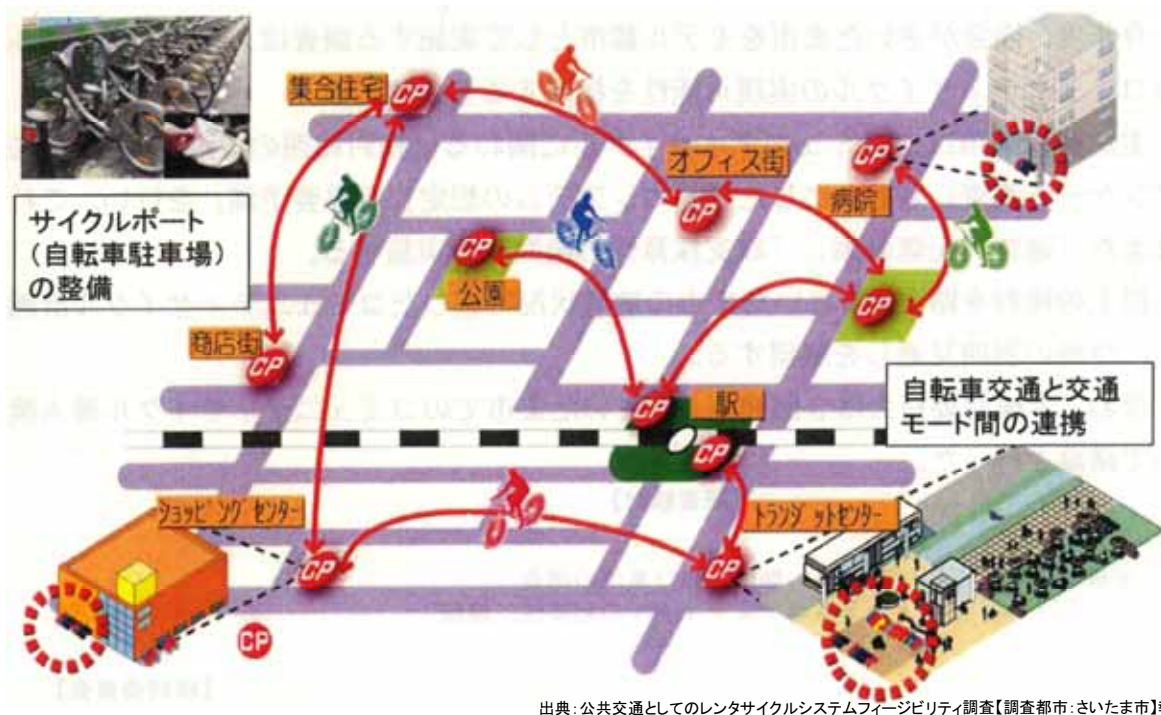 集合住宅
CP
オフィス街
CP
CP
病院
サイクルポート
（自転車駐車場）
の整備
CP
公園
CP
商店街
CP
自転車交通と交通
モード間の連携
CP
駅
CP
ショッピングセンター
トランジットセンター
CP
CP
CP
出典：公共交通としてのレンタサイクルシステムフィージビリティ調査【調査都市：さいたま市】